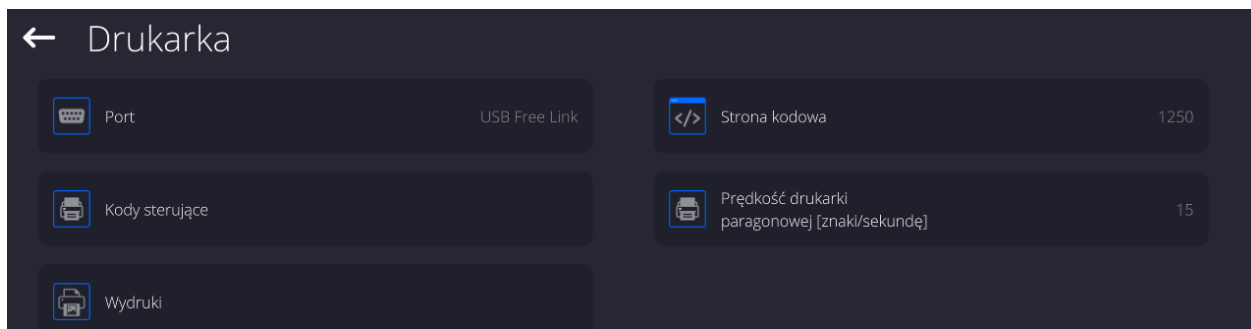 Drukarka
Port
USB Free Link
Strona kodowa
1250
Kody sterujące
Prędkość drukarki
paragonowej [znaki/sekundę]
15
Wydruki